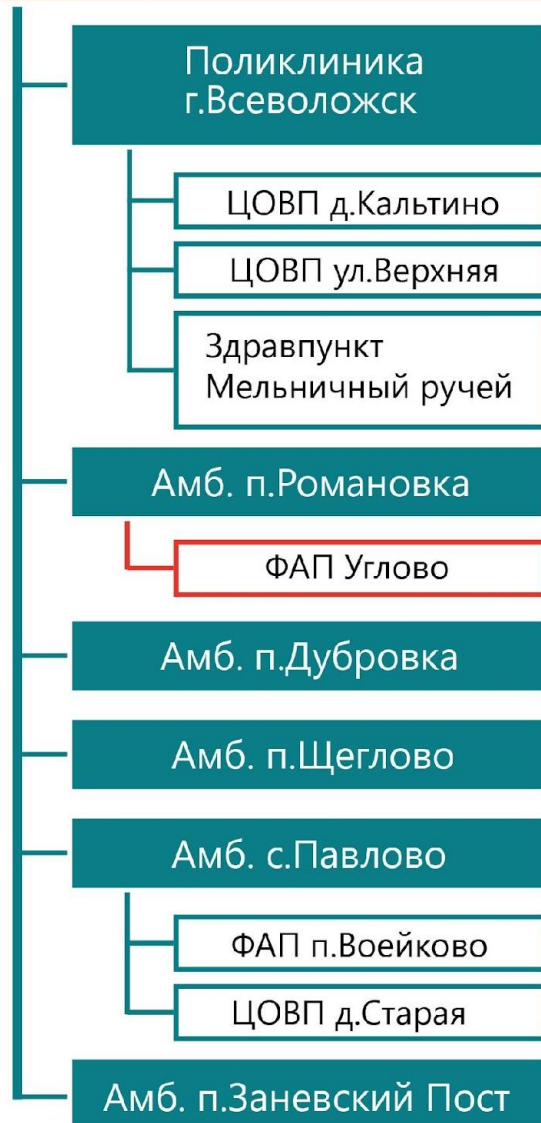 Поликлиника
г.Всеволожск
ЦОВП д.Кальтино
ЦОВП ул.Верхняя
Здравпункт
Мельничный ручей
Амб. п.Романовка
ФАП Углово
Амб. п.Дубровка
Амб. п.Щеглово
Амб. с.Павлово
ФАП п.Воейково
ЦОВП д.Старая
Амб. п.Заневский Пост